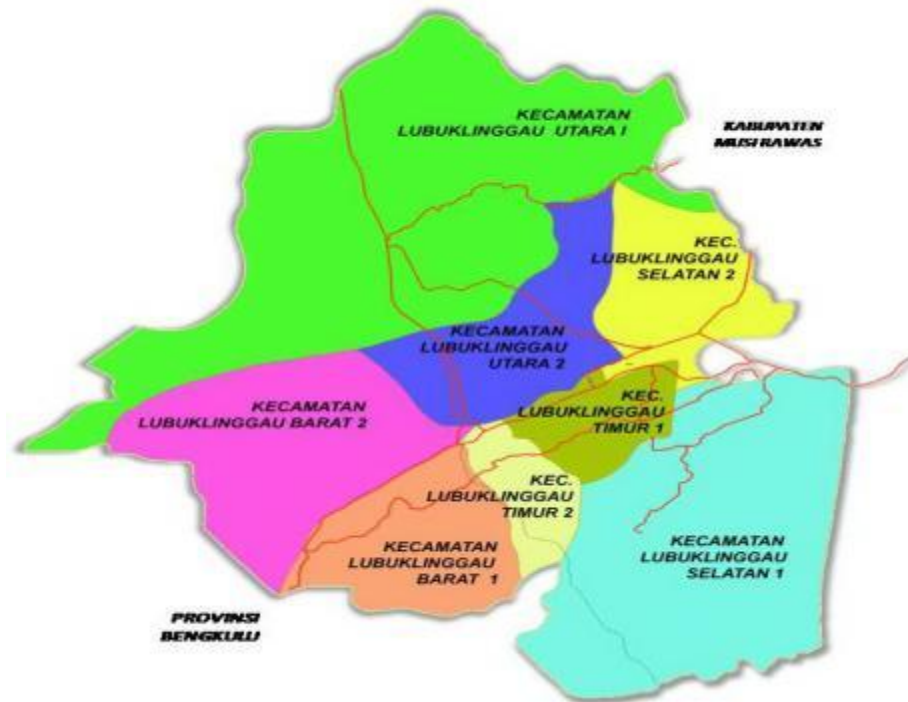 KECAMATAN
LUBUKLINGGAU UTARA I
KABUPATEN
MUSI RAWAS
KEC.
LUBUKLINGGAU
SELATAN 2
KECAMATAN
LUBUKLINGGAU
UTARA 2
KECAMATAN
LUBUKLINGGAU BARAT 2
KEC.
LUBUKLINGGAU
TIMUR 1
KEC.
LUBUKLINGGAU
TIMUR 2
KECAMATAN
LUBUKLINGGAU
BARAT 1
KECAMATAN
LUBUKLINGGAU
SELATAN 1
PROVINSI
BENGKULU